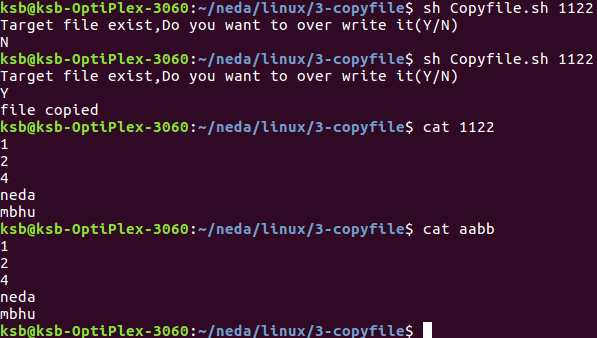 ksb@ksb-OptiPlex-3060:~/neda/linux/3-copyfile$ sh Copyfile.sh 1122
Target file exist,Do you want to over write it(Y/N)
N
ksb@ksb-OptiPlex-3060:~/neda/linux/3-copyfile$ sh Copyfile.sh 1122
Target file exist,Do you want to over write it(Y/N)
Y
file copied
ksb@ksb-OptiPlex-3060:~/neda/linux/3-copyfile$ cat 1122
1
2
4
neda
mbhu
ksb@ksb-OptiPlex-3060:~/neda/linux/3-copyfile$ cat aabb
1
2
4
neda
mbhu
ksb@ksb-OptiPlex-3060:~/neda/linux/3-copyfile$